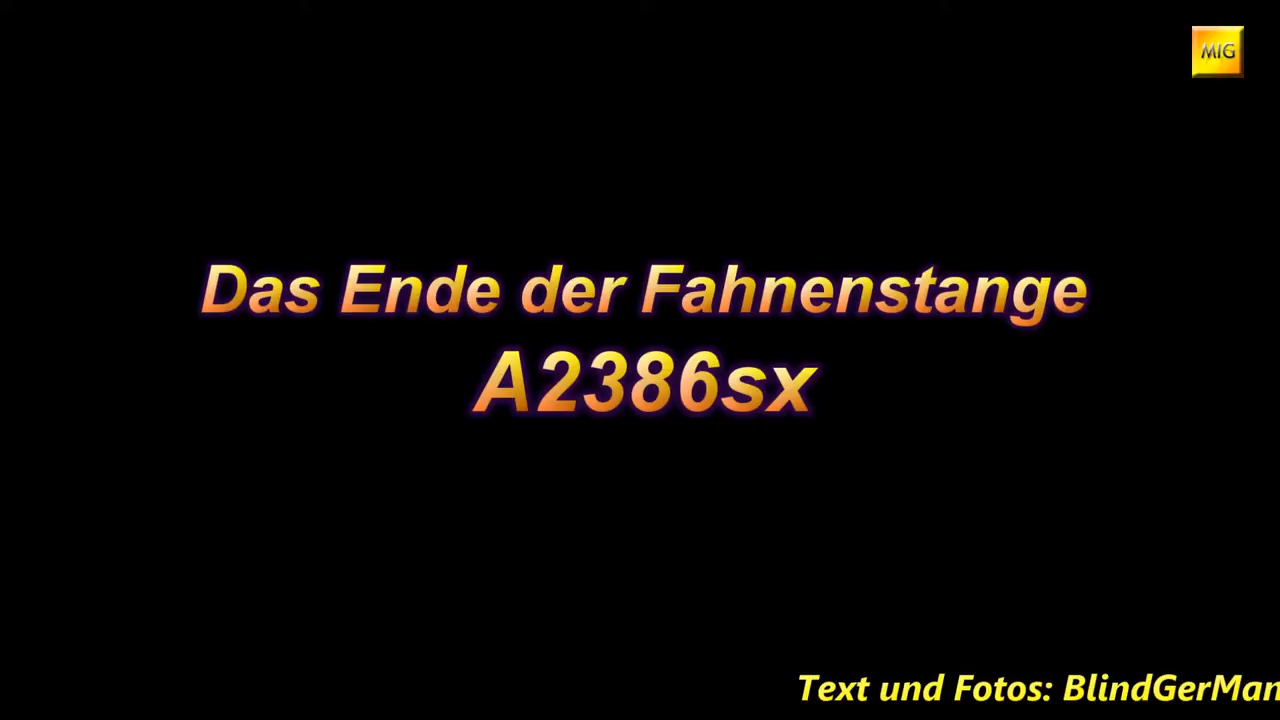 MIG
Das Ende der Fahnenstange
A2386sx
Text und Fotos: BlindGerMan